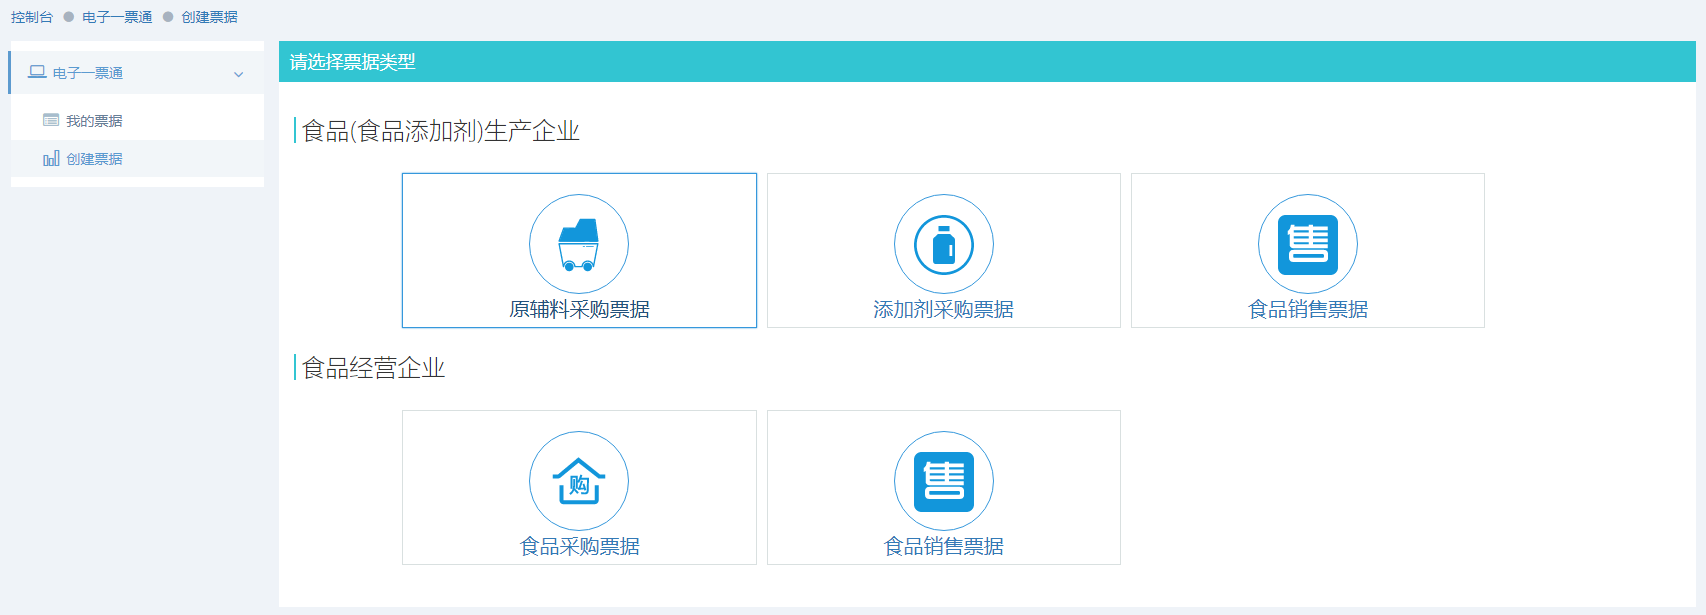 控制台 电子一票通 创建票据
电子一票通
我的票据
创建票据
请选择票据类型
食品(食品添加剂)生产企业
原辅料采购票据
添加剂采购票据
售
食品销售票据
食品经营企业
购
食品采购票据
售
食品销售票据